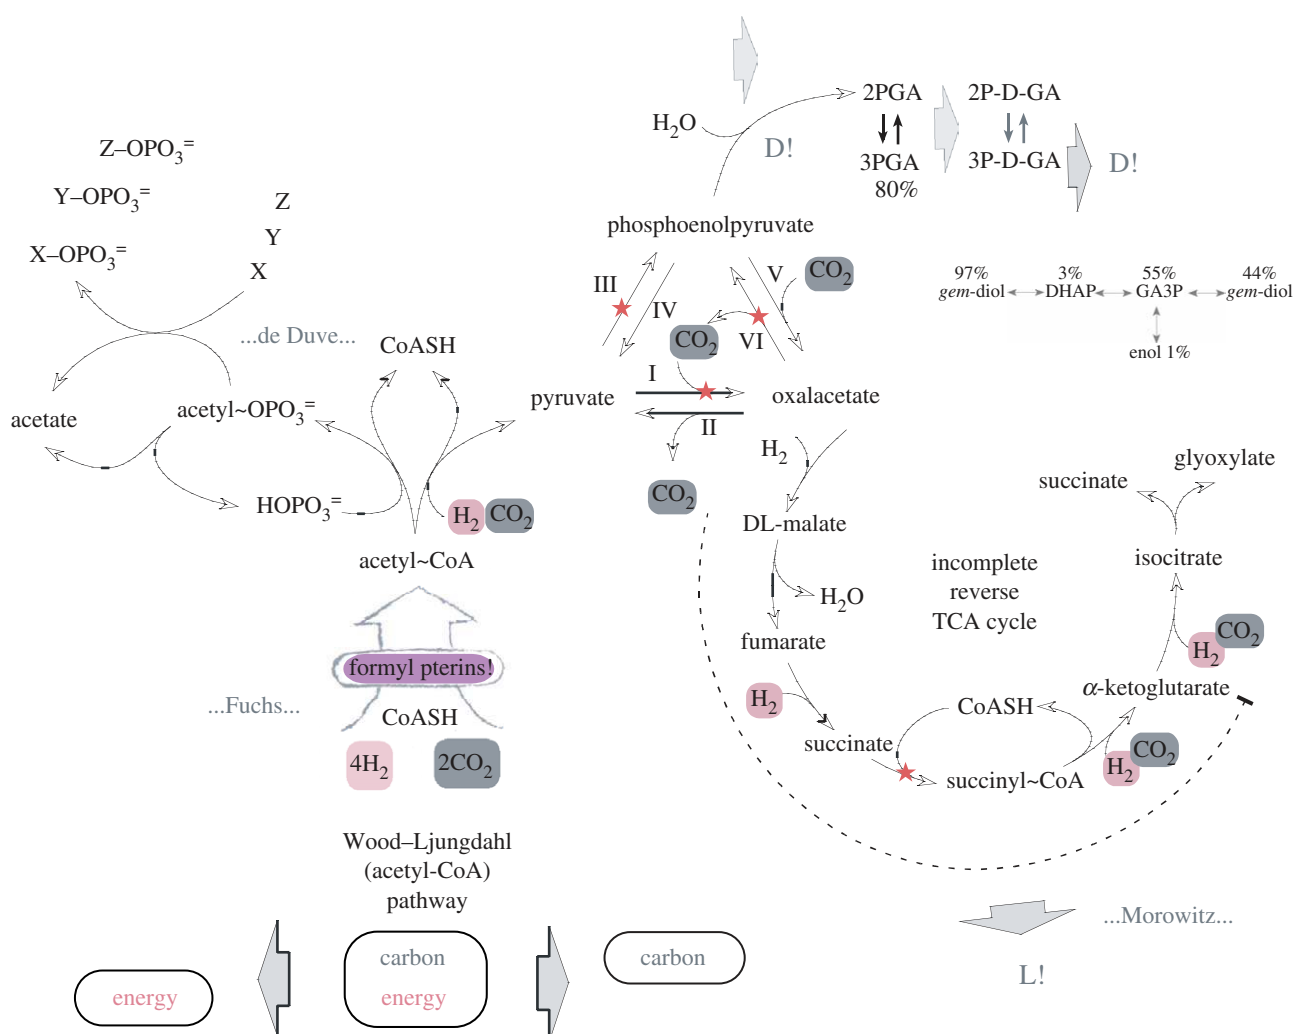 2PGA
2P-D-GA
H2O
D!
3PGA
3P-D-GA
D!
80%
Z–OPO3=
Y–OPO3=
X–OPO3=
Z
Y
X
phosphoenolpyruvate
III
IV
V
CO2
CO2
VI
97%
3%
55%
44%
gem-diol
DHAP
GA3P
gem-diol
enol 1%
...de Duve...
CoASH
I
pyruvate
oxalacetate
II
acetate
acetyl~OPO3=
H2
CO2
HOPO3=
H2
CO2
acetyl~CoA
DL-malate
H2O
fumarate
H2
succinate
incomplete
reverse
TCA cycle
succinate
glyoxylate
isocitrate
H2
CO2
α-ketoglutarate
CoASH
succinyl~CoA
H2
CO2
formyl pterins!
...Fuchs...
CoASH
4H2
2CO2
Wood–Ljungdahl
(acetyl-CoA)
pathway
...Morowitz...
L!
energy
carbon
energy
carbon